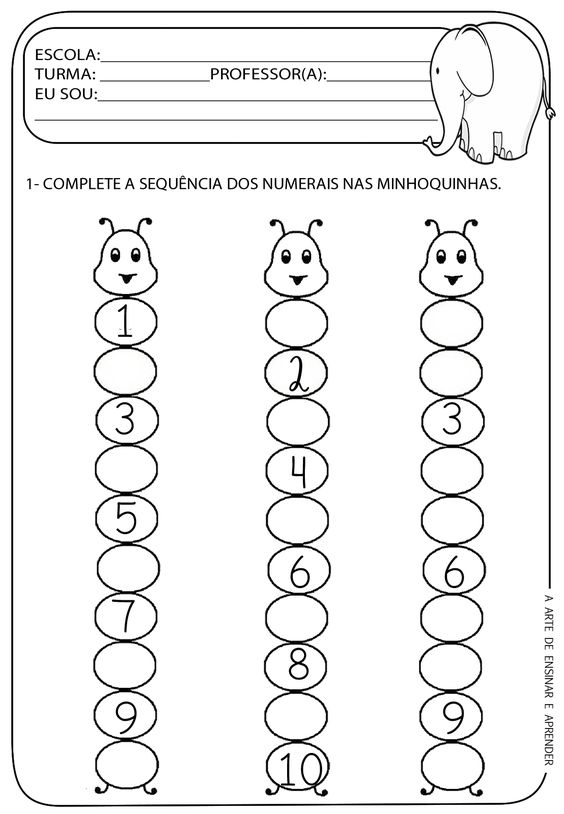 ESCOLA:
TURMA: PROFESSOR(A):
EU SOU:
1- COMPLETE A SEQUÊNCIA DOS NUMERAIS NAS MINHOQUINHAS.
1
2
3 3
4
5
6 6
7
8
9 9
10
A ARTE DE ENSINAR E APRENDER